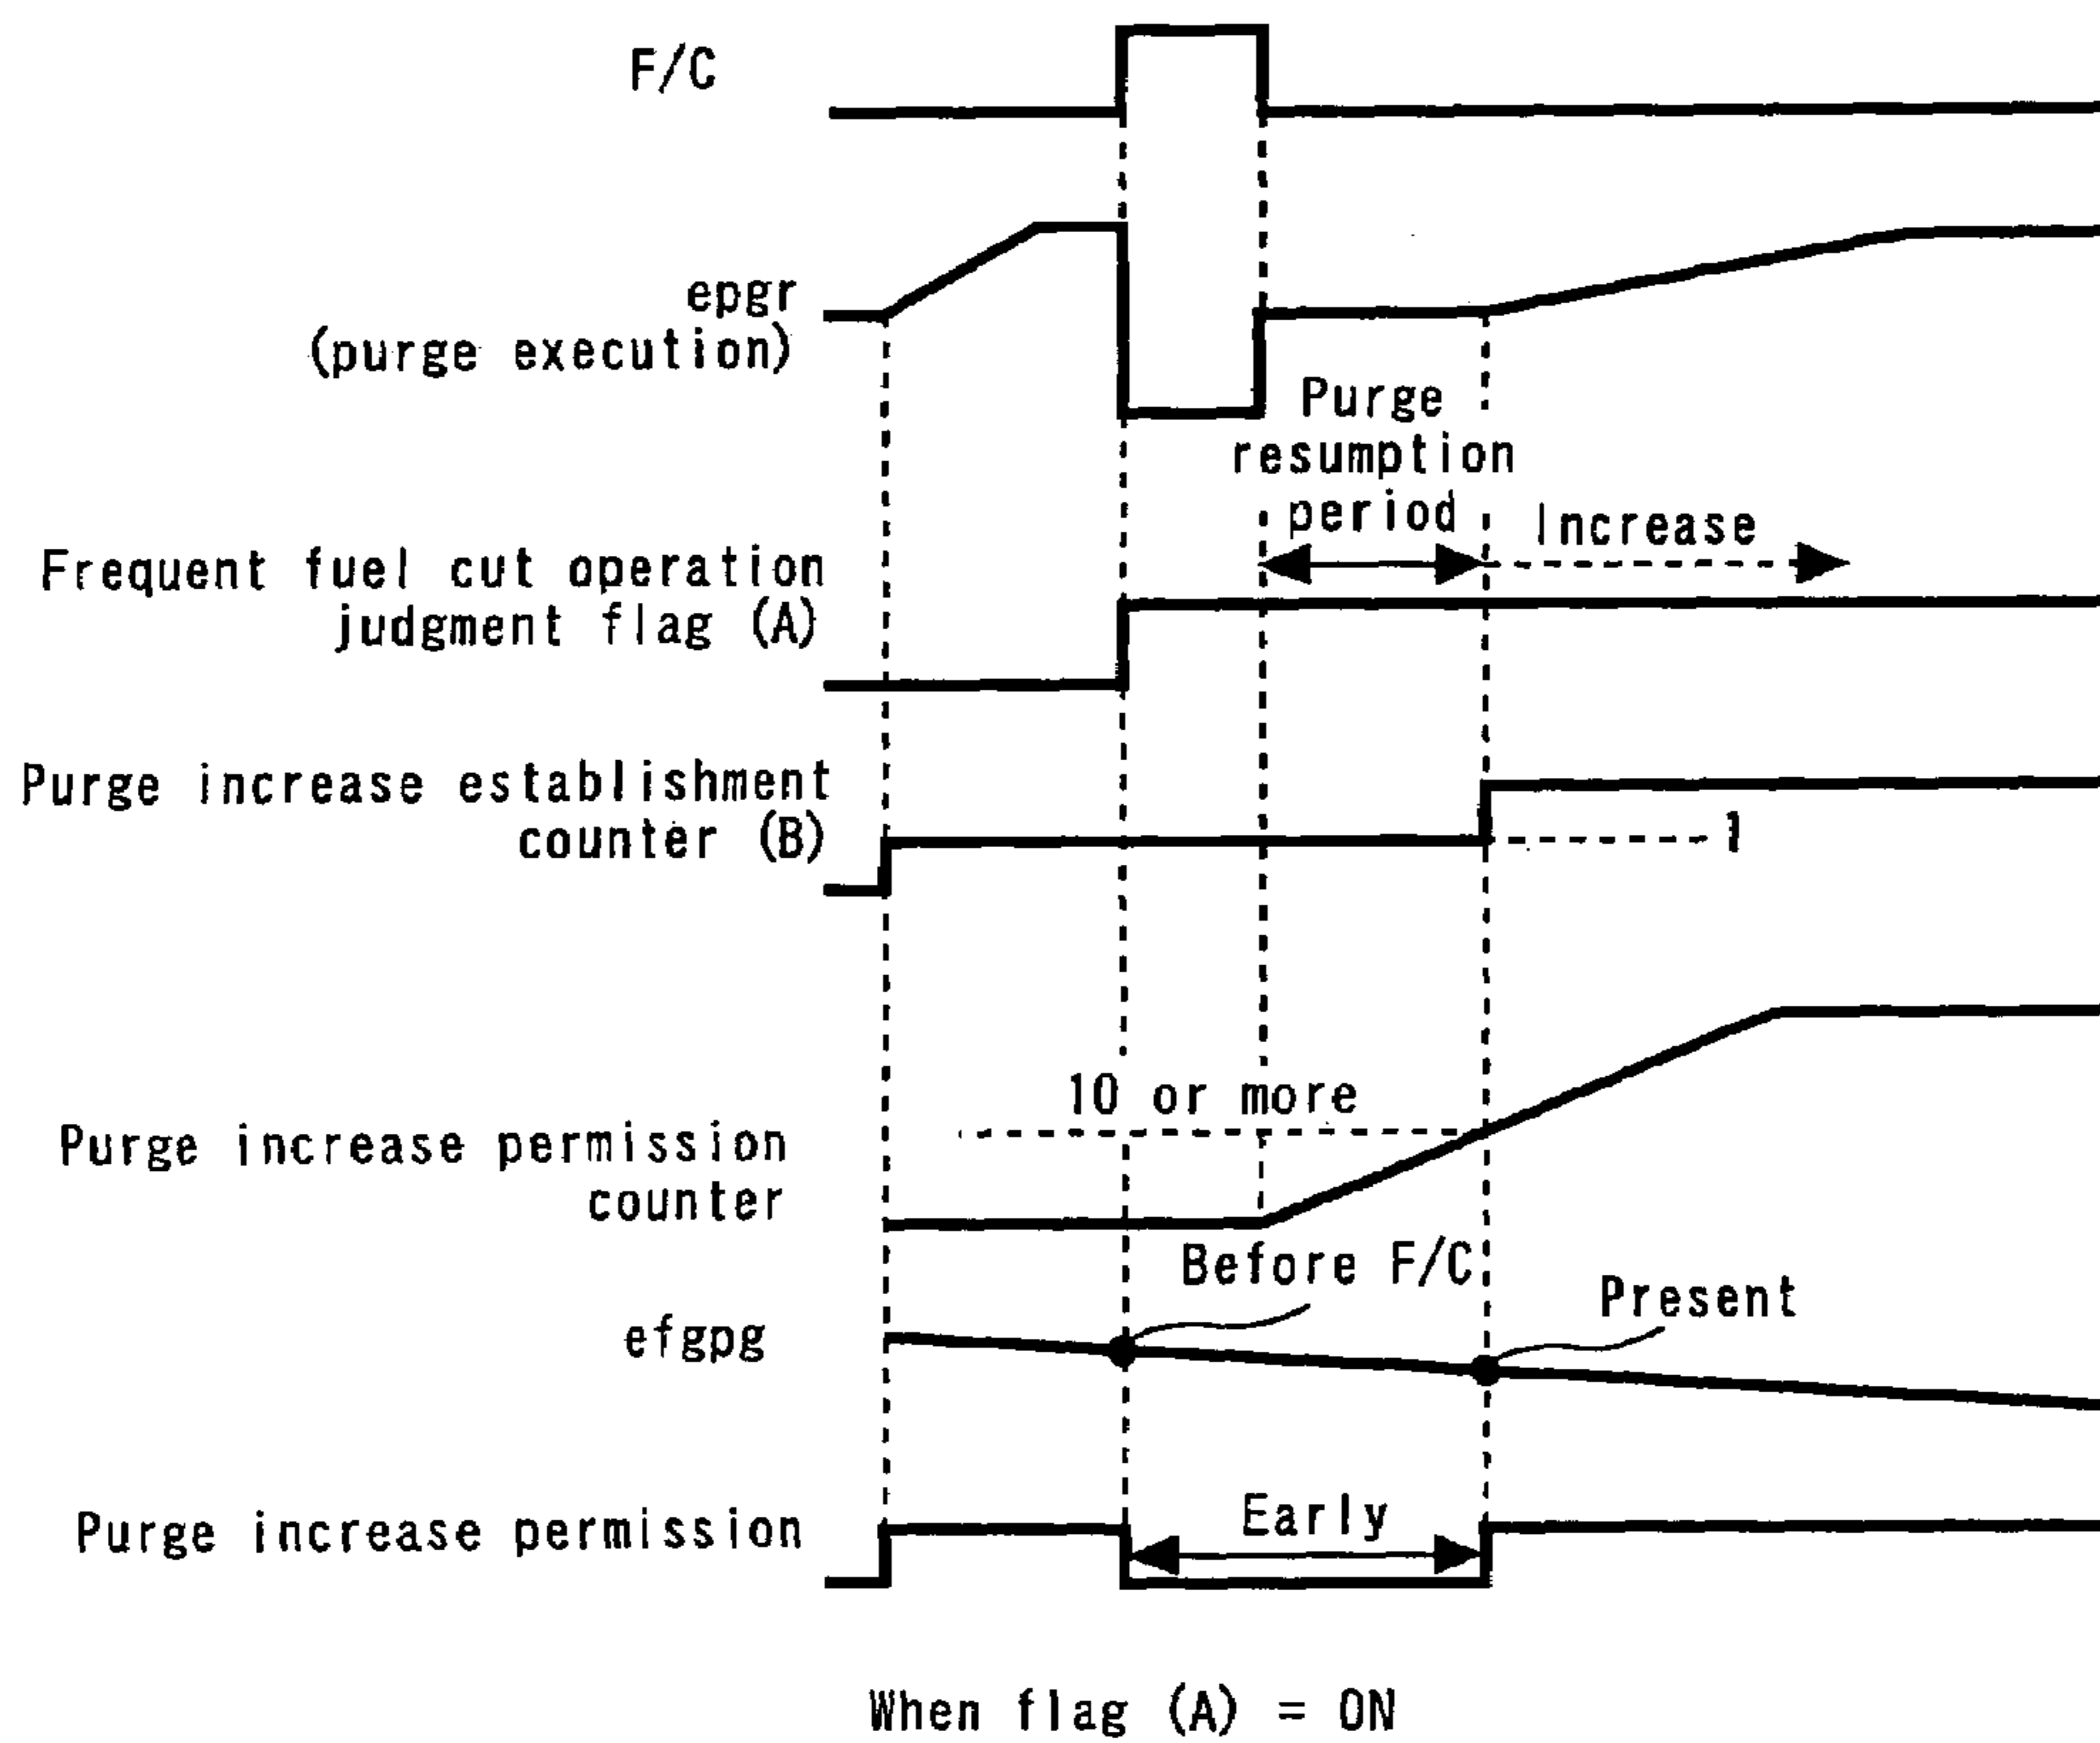 F/C
epgr
(purge execution)
Purge
resumption
period
Increase
Frequent fuel cut operation
judgment flag (A)
Purge increase establishment
counter (B)
1
10 or more
Purge increase permission
counter
Before F/C
Present
efgpg
Early
Purge increase permission
When flag (A) = ON